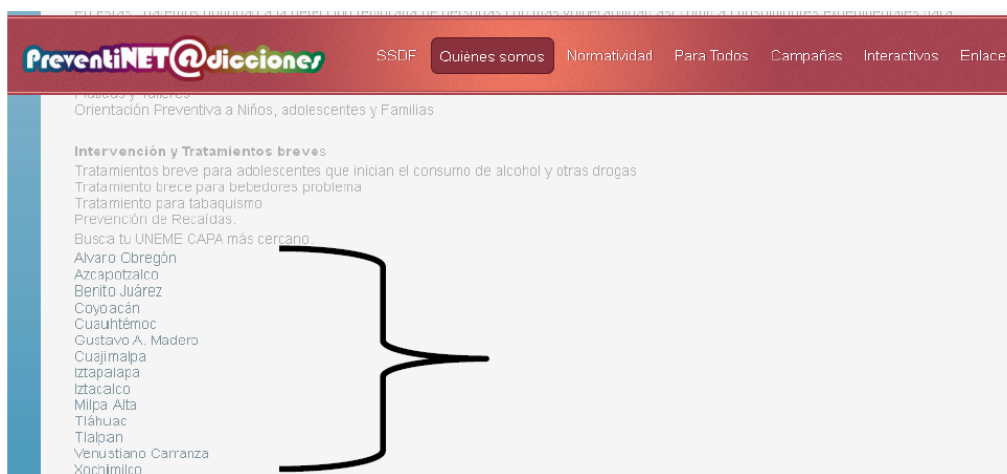 PreventiNET@dicciones
SSDF Quiénes somos Normatividad Para Todos Campañas Interactivos Enlace
Orientación Preventiva a Niños, adolescentes y Familias
Intervención y Tratamientos breves
Tratamientos breve para adolescentes que inician el consumo de alcohol y otras drogas
Tratamiento brece para bebedores problema
Tratamiento para tabaquismo
Prevención de Recaídas.
Busca tu UNEME CAPA más cercano.
Alvaro Obregón
Azcapotzalco
Benito Juárez
Coyoacán
Cuauhtémoc
Gustavo A. Madero
Cuajimalpa
Iztapalapa
Iztacalco
Milpa Alta
Tláhuac
Tlalpan
Venustiano Carranza
Xochimilco